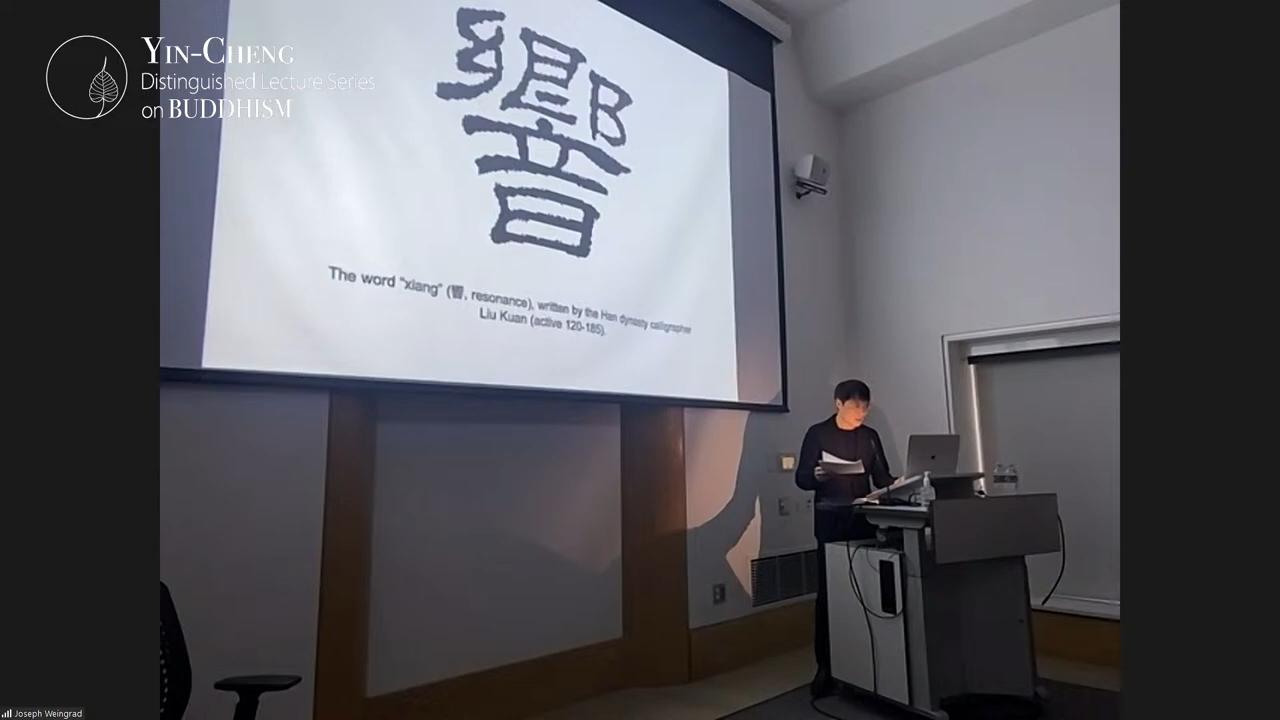 YIN-CHENG
Distinguished Lecture Series
on BUDDHISM
響
The word “xiang” (響, resonance), written by the Han dynasty calligrapher
Liu Kuan (active 120-185).
Joseph Weingrad